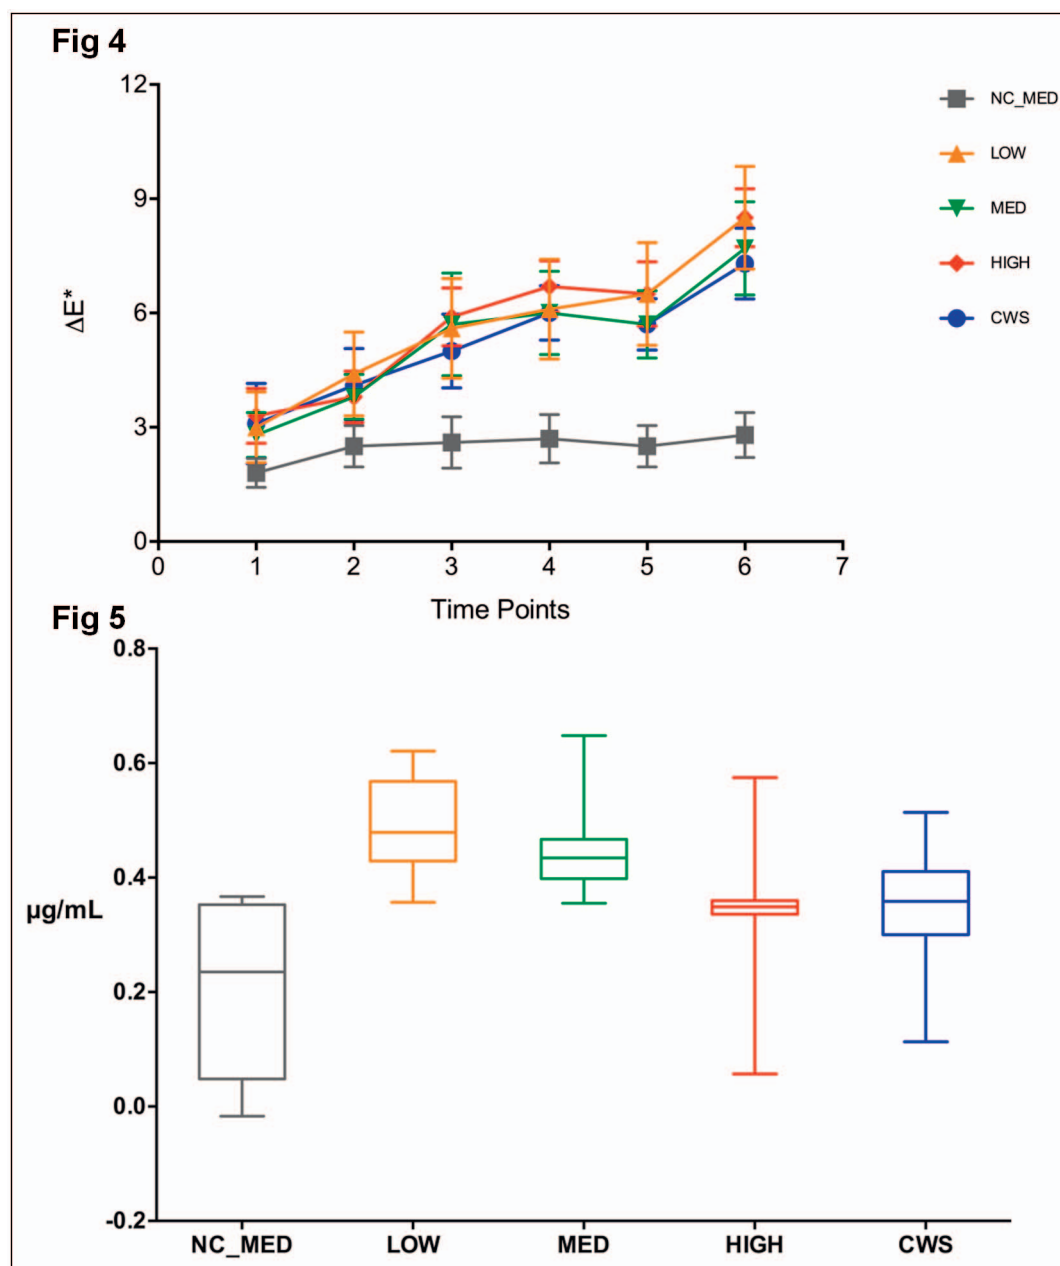 Fig 4
12
9
6
3
0
ΔE*
0 1 2 3 4 5 6 7
Time Points
NC_MED
LOW
MED
HIGH
CWS
Fig 5
0.8
0.6
0.4
0.2
0.0
-0.2
µg/mL
NC_MED LOW MED HIGH CWS